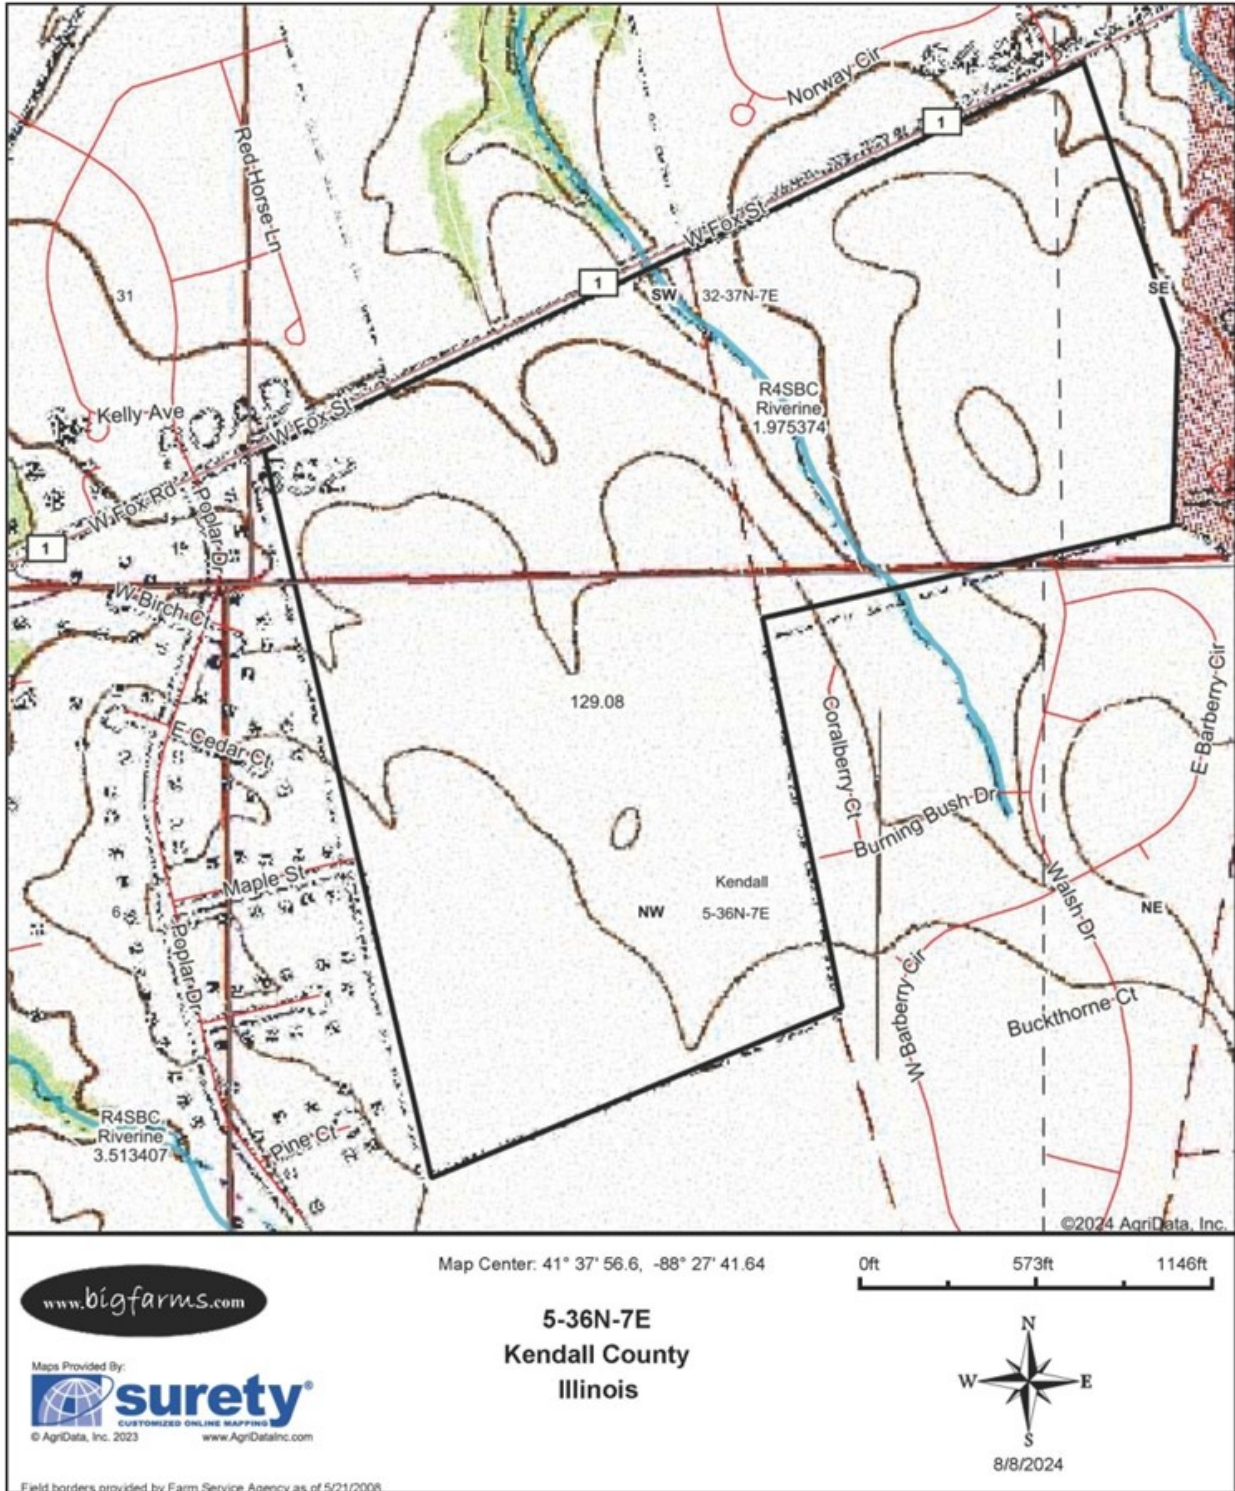 Norway Cir
1
Red-Horse-Ln
W Fox St
1
SW
32-37N-7E
SE
31
R4SBC
Riverine
1.975374
Kelly Ave
W Fox St
W Fox Rd
1
Poplar Dr
W Birch Ct
129.08
E Cedar Ct
Coralberry Ct
E Barberry Cir
Burning Bush Dr
Maple St
Kendall
6
NW
5-36N-7E
Walsh Dr
NE
Poplar Dr
W Barberry Cir
Buckthorne Ct
R4SBC
Riverine
3.513407
Pine Ct
©2024 AgriData, Inc.
Map Center: 41° 37' 56.6, -88° 27' 41.64
0ft 573ft 1146ft
www.bigfarms.com
5-36N-7E
Kendall County
Illinois
N
W E
S
8/8/2024
Maps Provided By:
surety®
CUSTOMIZED ONLINE MAPPING
© AgriData, Inc. 2023 www.AgriDataInc.com
Field borders provided by Farm Service Agency as of 5/21/2008.